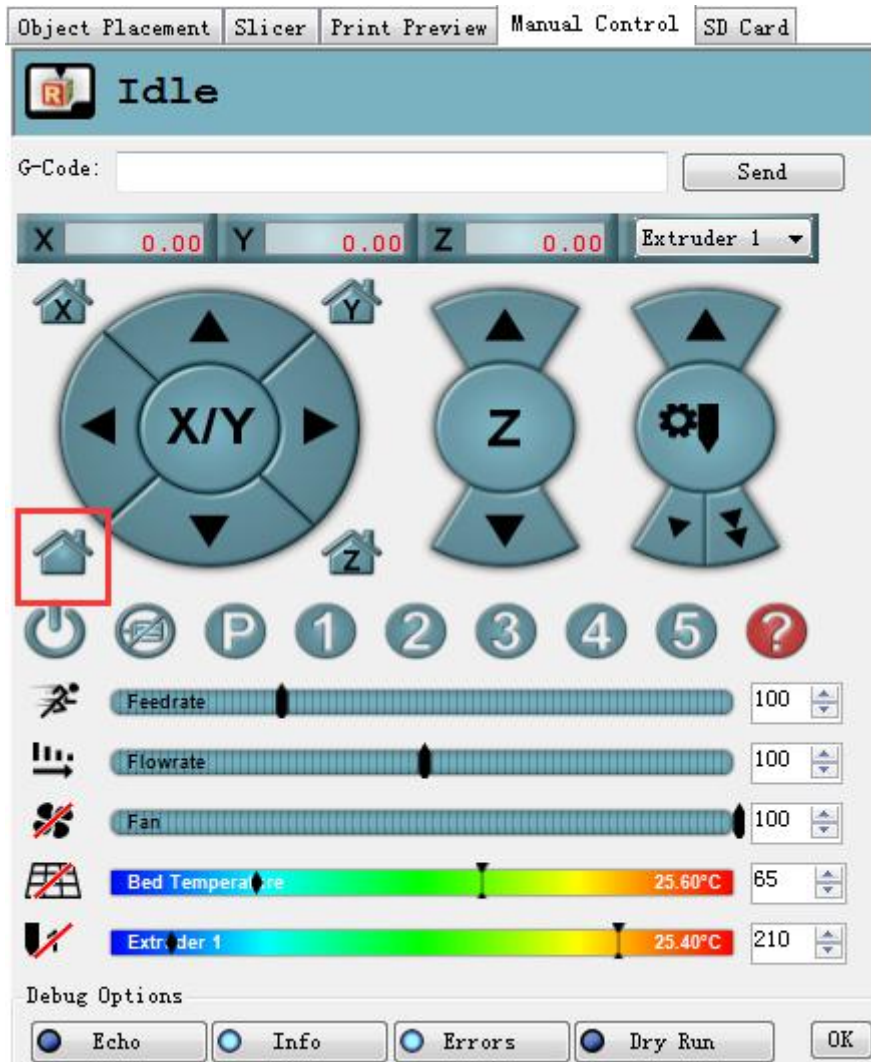 Object Placement Slicer Print Preview Manual Control SD Card
R Idle
G-Code: Send
X 0.00 Y 0.00 Z 0.00 Extruder 1
X Y
X/Y Z
Z
P 1 2 3 4 5 ?
Feedrate 100
Flowrate 100
Fan 100
Bed Temperature 25.60°C 65
1 Extruder 1 25.40°C 210
Debug Options
Echo Info Errors Dry Run OK